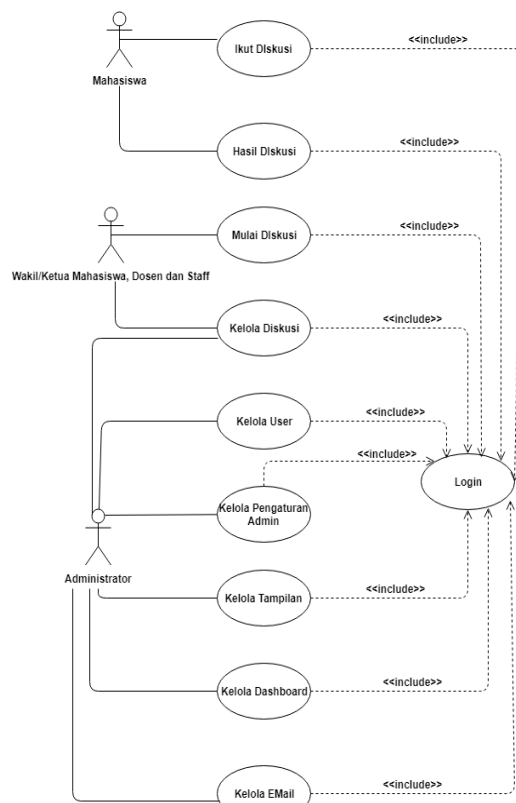 Ikut DIskusi
<<include>>
Mahasiswa
Hasil DIskusi
<<include>>
Mulai DIskusi
<<include>>
Wakil/Ketua Mahasiswa, Dosen dan Staff
Kelola Diskusi
<<include>>
Kelola User
<<include>>
<<include>>
Login
Kelola Pengaturan
Admin
Administrator
Kelola Tampilan
<<include>>
Kelola Dashboard
<<include>>
Kelola EMail
<<include>>